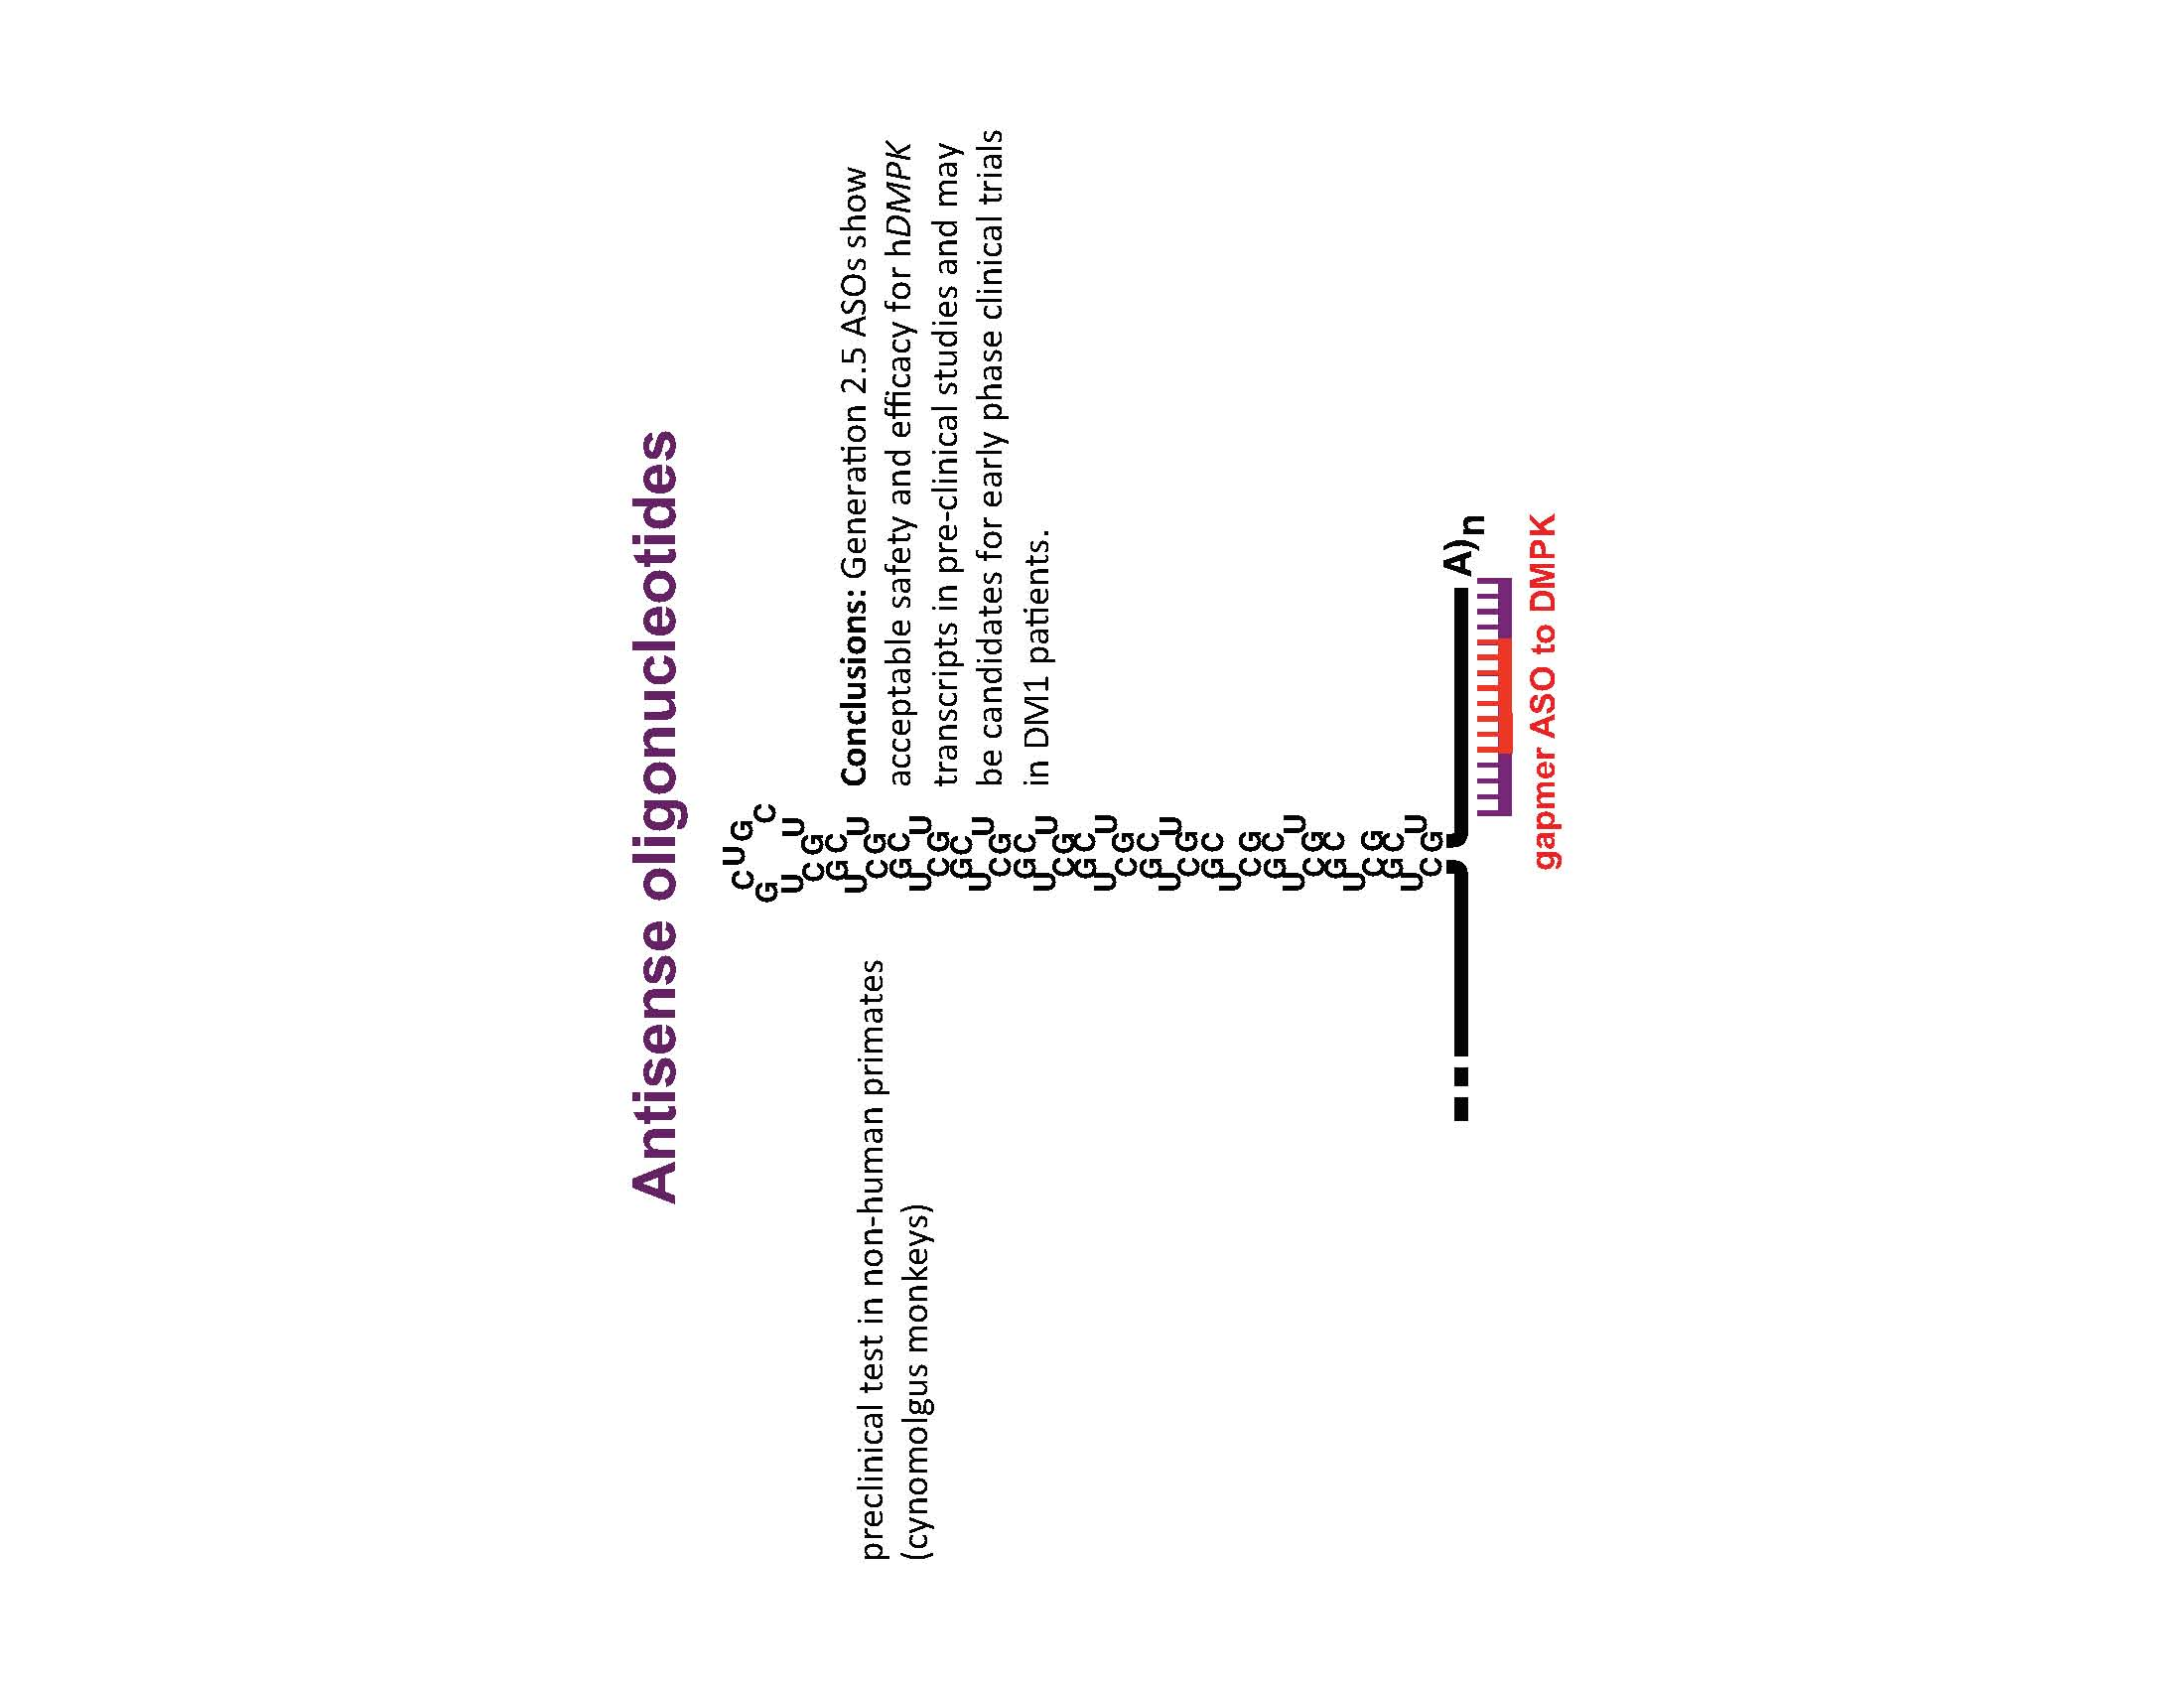 Antisense oligonucleotides
preclinical test in non-human primates
(cynomolgus monkeys)
Conclusions: Generation 2.5 ASOs show
acceptable safety and efficacy for hDMPK
transcripts in pre-clinical studies and may
be candidates for early phase clinical trials
in DM1 patients.
C U G
G C
U U
C G
G C
U U
C G
G C
U U
C G
G C
U U
C G
G C
U U
C G
G C
U U
C G
G C
U U
C G
G C
U
C G
G C
U U
C G
G C
U
C G
G C
U U
C G
A)n
gapmer ASO to DMPK